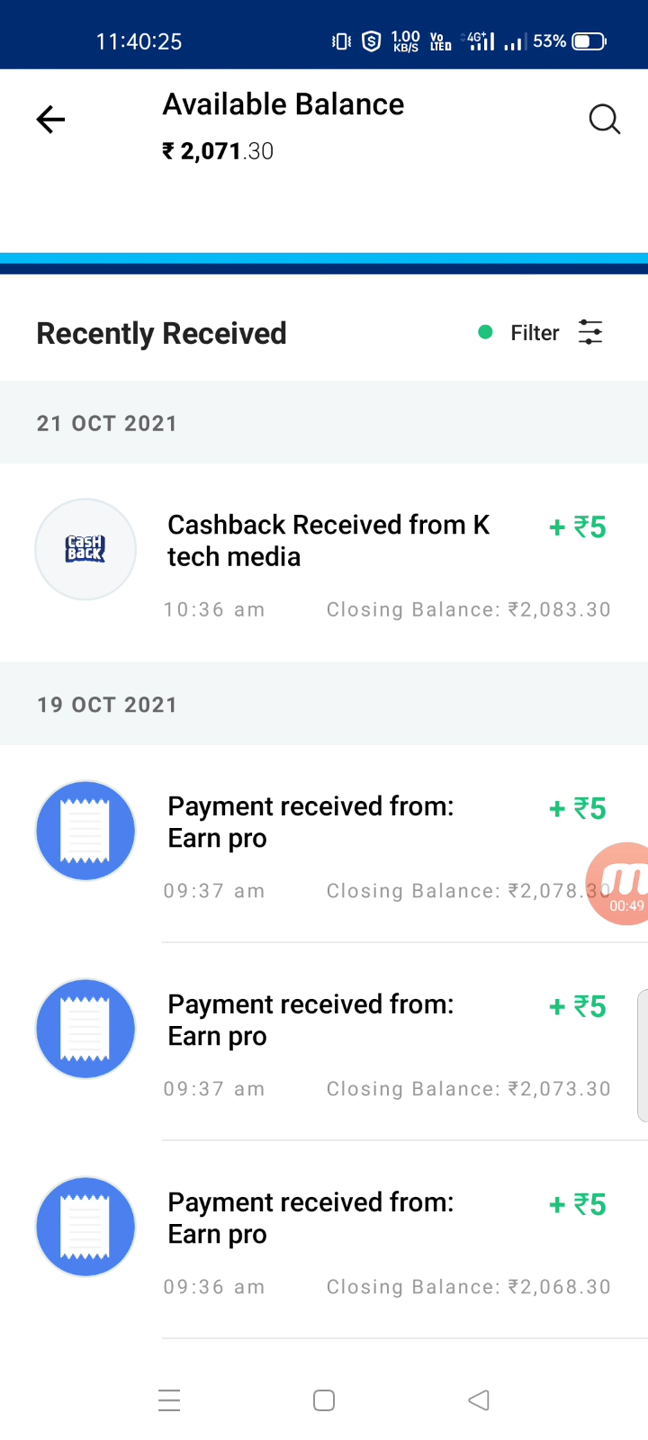 11:40:25 1.00 KB/S Vo LTED 4G+ 53%
Available Balance
₹ 2,071.30
Recently Received
Filter
21 OCT 2021
CASH BACK
Cashback Received from K
tech media
+ ₹5
10:36 am Closing Balance: ₹2,083.30
19 OCT 2021
Payment received from:
Earn pro
+ ₹5
09:37 am Closing Balance: ₹2,078.30
00:49
Payment received from:
Earn pro
+ ₹5
09:37 am Closing Balance: ₹2,073.30
Payment received from:
Earn pro
+ ₹5
09:36 am Closing Balance: ₹2,068.30